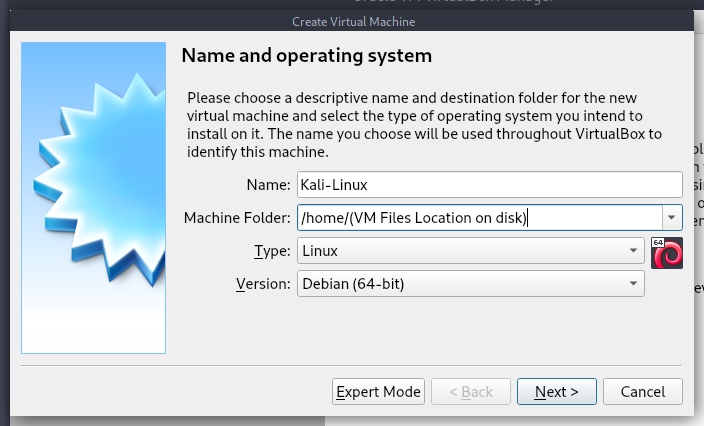 Create Virtual Machine
Name and operating system
Please choose a descriptive name and destination folder for the new
virtual machine and select the type of operating system you intend to
install on it. The name you choose will be used throughout VirtualBox to
identify this machine.
Name: Kali-Linux
Machine Folder: /home/(VM Files Location on disk)
Type: Linux
64
Version: Debian (64-bit)
Expert Mode
< Back
Next >
Cancel